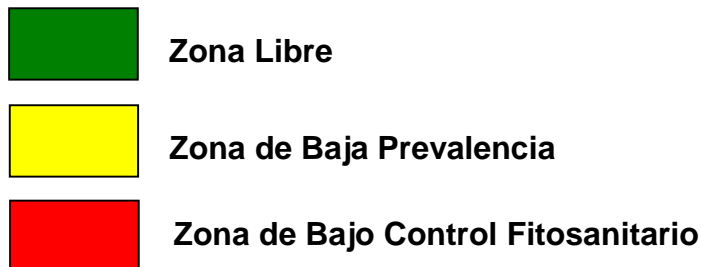 Zona Libre
Zona de Baja Prevalencia
Zona de Bajo Control Fitosanitario